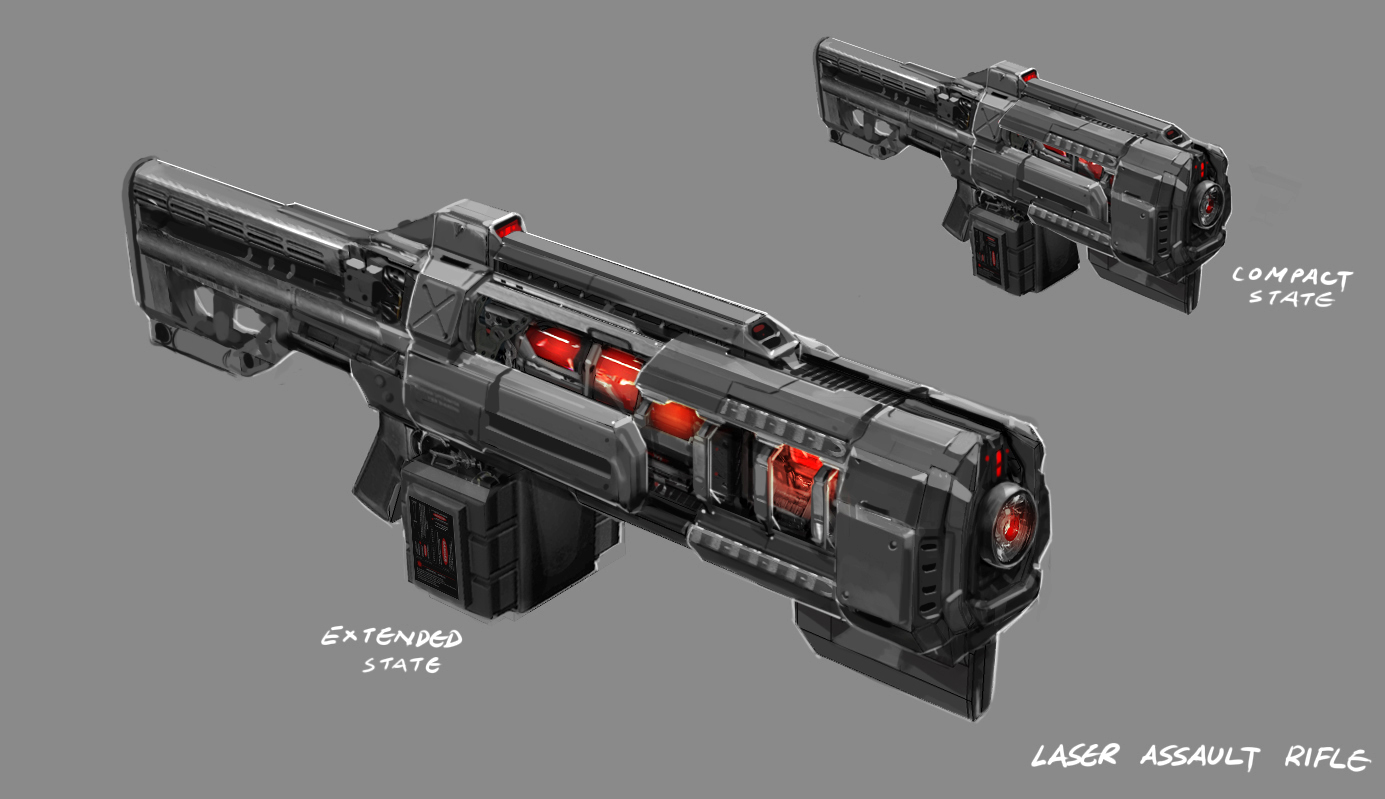 COMPACT
STATE
EXTENDED
STATE
LASER ASSAULT RIFLE